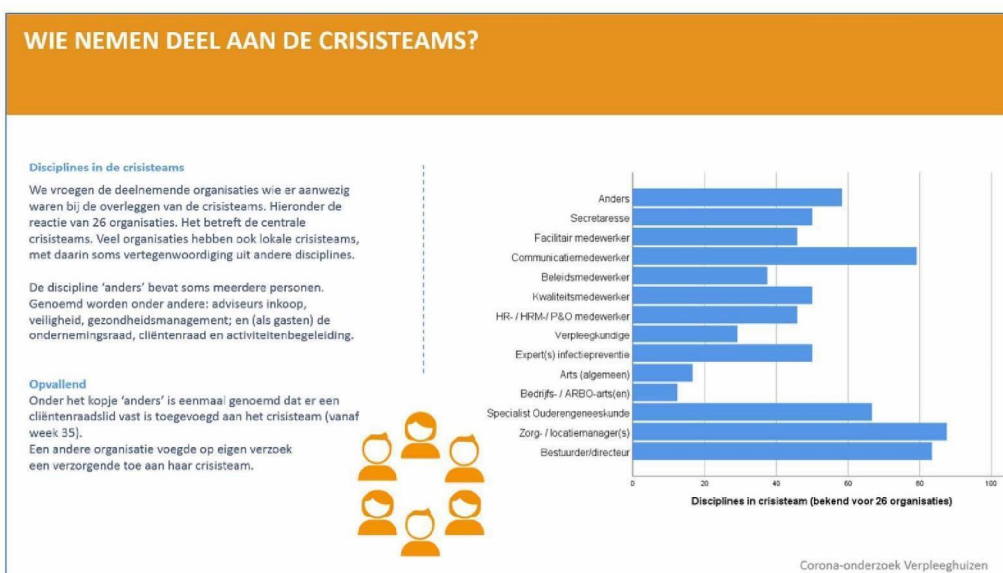 WIE NEMEN DEEL AAN DE CRISISTEAMS?
Disciplines in de crisisteams
We vroegen de deelnemende organisaties wie er aanwezig
waren bij de overleggen van de crisisteams. Hieronder de
reactie van 26 organisaties. Het betreft de centrale
crisisteams. Veel organisaties hebben ook lokale crisisteams,
met daarin soms vertegenwoordiging uit andere disciplines.
De discipline 'anders' bevat soms meerdere personen.
Genoemd worden onder andere: adviseurs inkoop,
veiligheid, gezondheidsmanagement; en (als gasten) de
ondernemingsraad, cliëntenraad en activiteitenbegeleiding.
Opvallend
Onder het kopje 'anders' is eenmaal genoemd dat er een
cliëntenraadslid vast is toegevoegd aan het crisisteam (vanaf
week 35).
Een andere organisatie voegde op eigen verzoek
een verzorgende toe aan haar crisisteam.
Anders
Secretaresse
Facilitair medewerker
Communicatiemedewerker
Beleidsmedewerker
Kwaliteitsmedewerker
HR- / HRM-/ P&O medewerker
Verpleegkundige
Expert(s) infectiepreventie
Arts (algemeen)
Bedrijfs- / ARBO-arts(en)
Specialist Ouderengeneeskunde
Zorg- / locatiemanager(s)
Bestuurder/directeur
0 20 40 60 80 100
Disciplines in crisisteam (bekend voor 26 organisaties)
Corona-onderzoek Verpleeghuizen